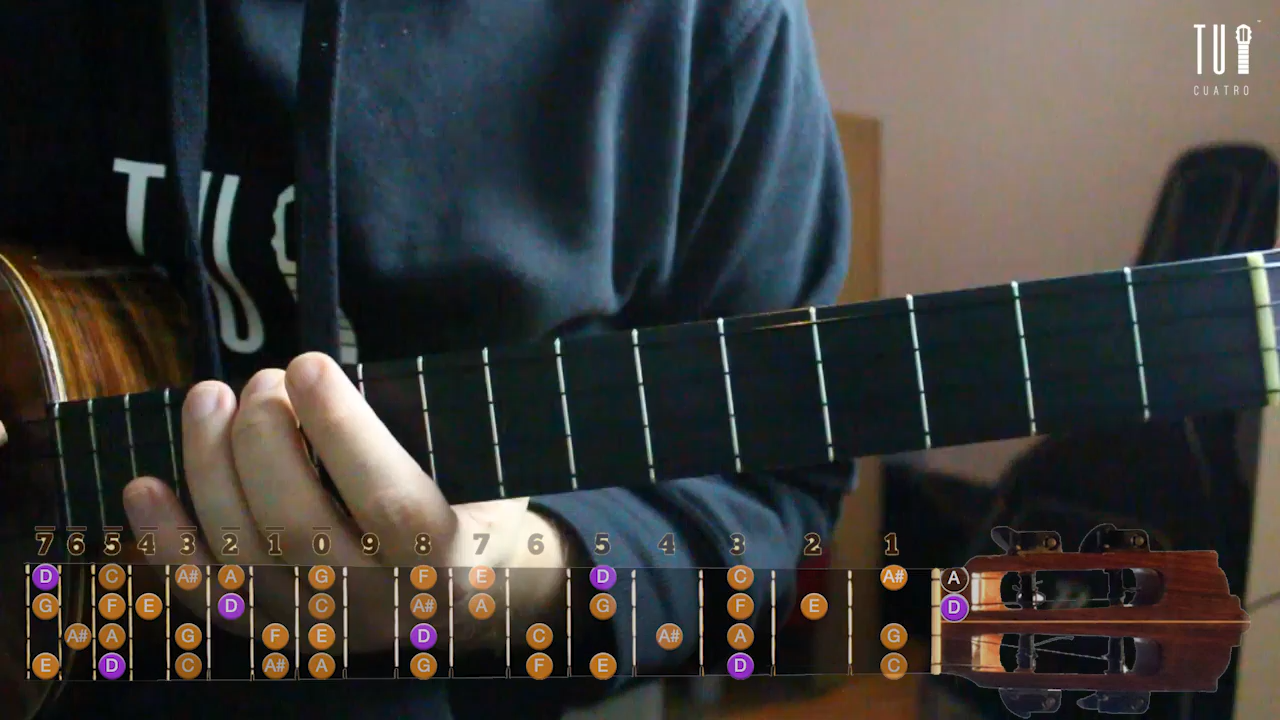 TU
CUATRO
TU
7 6 5 4 3 2 1 0 9 8 7 6 5 4 3 2 1
D C A# A G F E D C A# A
G F E D C A# A G F E D
A# A G F E D C A# A G
E D C A# A G F E D C